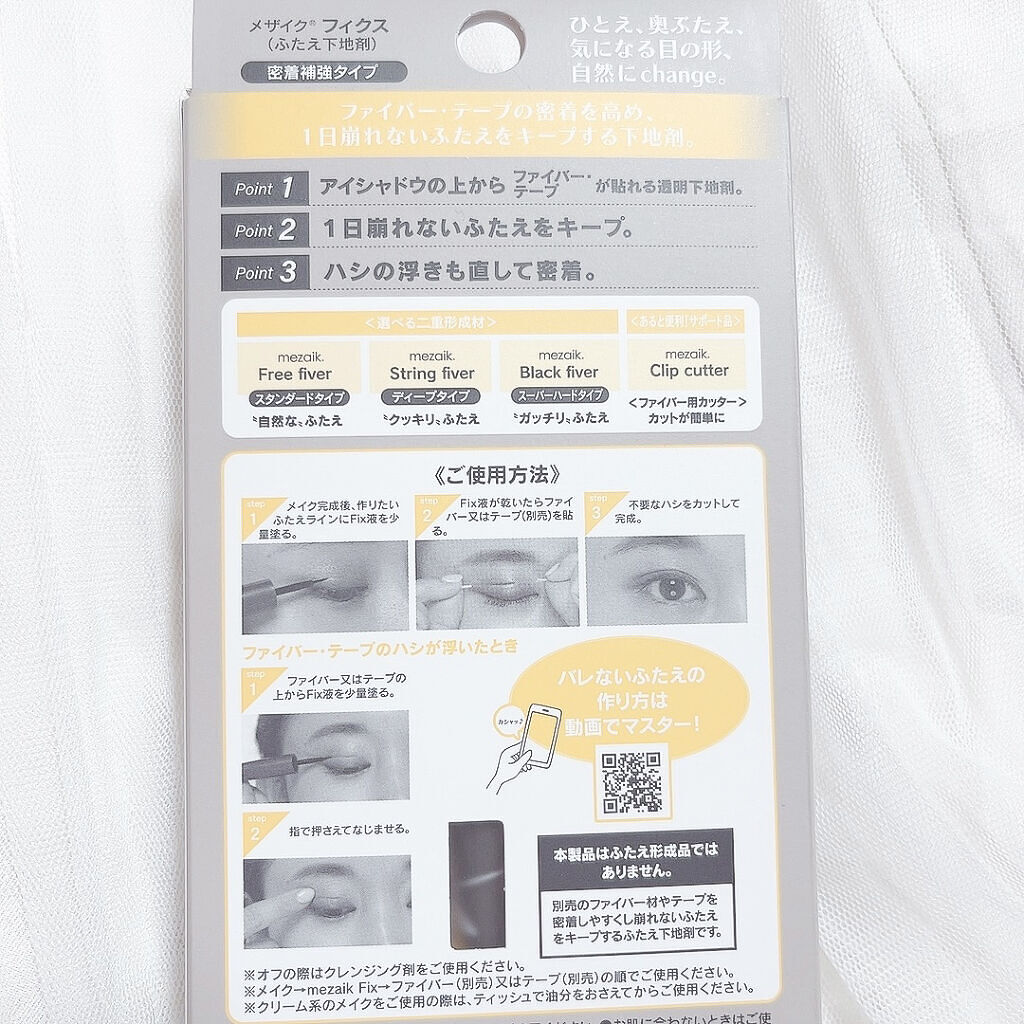 メザイク® フィクス
(ふたえ下地剤)
密着補強タイプ
ひとえ、奥ぶたえ、
気になる目の形、
自然にchange。
ファイバー・テープの密着を高め、
1日崩れないふたえをキープする下地剤。
Point 1 アイシャドウの上からファイバー・テープが貼れる透明下地剤。
Point 2 1日崩れないふたえをキープ。
Point 3 ハシの浮きも直して密着。
<選べる二重形成材>
<あると便利!サポート品>
mezaik.
Free fiver
スタンダードタイプ
〝自然な〟ふたえ
mezaik.
String fiver
ディープタイプ
〝クッキリ〟ふたえ
mezaik.
Black fiver
スーパーハードタイプ
〝ガッチリ〟ふたえ
mezaik.
Clip cutter
<ファイバー用カッター>
カットが簡単に
《ご使用方法》
step 1
メイク完成後、作りたい
ふたえラインにFix液を少
量塗る。
step 2
Fix液が乾いたらファイ
バー又はテープ(別売)を貼
る。
step 3
不要なハシをカットして
完成。
ファイバー・テープのハシが浮いたとき
step 1
ファイバー又はテープの
上からFix液を少量塗る。
step 2
指で押さえてなじませる。
バレないふたえの
作り方は
動画でマスター!
カシャッ♪
本製品はふたえ形成品では
ありません。
別売のファイバー材やテープを
密着しやすくし崩れないふたえ
をキープするふたえ下地剤です。
※オフの際はクレンジング剤をご使用ください。
※メイク→mezaik Fix→ファイバー(別売)又はテープ(別売)の順でご使用ください。
※クリーム系のメイクをご使用の際は、ティッシュで油分をおさえてからご使用ください。
●お肌に合わないときはご使